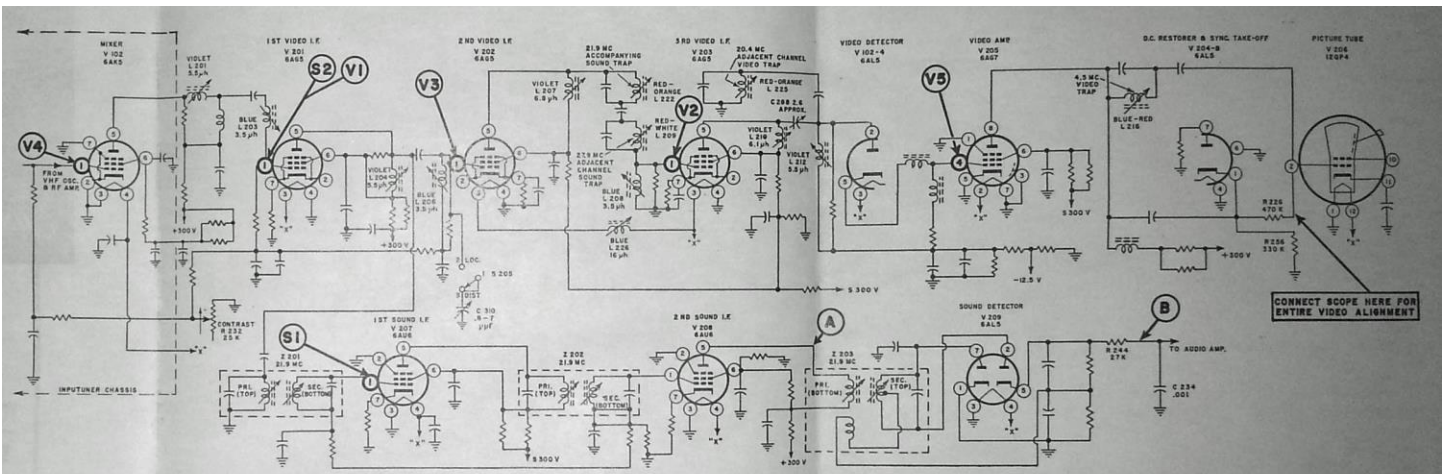 MIXER
V 102
6AK5
VIOLET
L 201
5.5 µh
1ST VIDEO I.F.
V 201
6AG5
S2
V1
2ND VIDEO I.F.
V 202
6AG5
21.9 MC
ACCOMPANYING
SOUND TRAP
3RD VIDEO I.F.
V 203
6AG5
20.4 MC
ADJACENT CHANNEL
VIDEO TRAP
VIDEO DETECTOR
V 102-4
6AL5
VIDEO AMP.
V 205
6AG7
D.C. RESTORER & SYNC. TAKE-OFF
V 204-B
6AL5
PICTURE TUBE
V 206
12QP4
V3
VIOLET
L 207
6.8 µh
RED-
ORANGE
L 222
RED-ORANGE
L 225
C 288 2.6
APPROX.
V5
4.5 MC
VIDEO
TRAP
BLUE-RED
L 216
BLUE
L 203
3.5 µh
RED-
WHITE
L 209
V2
VIOLET
L 210
6.1 µh
VIOLET
L 212
5.8 µh
V4
FROM
VHF OSC.
& RF AMP.
VIOLET
L 204
5.5 µh
BLUE
L 206
3.5 µh
27.9 MC
ADJACENT
CHANNEL
SOUND
TRAP
BLUE
L 208
3.5 µh
"X"
"X"
"X"
"X"
"X"
S 300 V
R 226
470 K
R 256
330 K
+300 V
+300 V
+300 V
BLUE
L 226
16 µh
2 LOC.
1 S 205
3 DIST.
C 310
.5-7
µµf
-12.5 V
+300 V
S 300 V
CONNECT SCOPE HERE FOR
ENTIRE VIDEO ALIGNMENT
CONTRAST
R 232
25 K
"X"
INPUTUNER CHASSIS
1ST SOUND I.F.
V 207
6AU6
S1
Z 201
21.9 MC
PRI.
(TOP)
SEC.
(BOTTOM)
"X"
Z 202
21.9 MC
PRI.
(TOP)
SEC.
(BOTTOM)
S 300 V
2ND SOUND I.F.
V 208
6AU6
A
"X"
Z 203
21.9 MC
PRI.
(BOTTOM)
SEC.
(TOP)
+300 V
SOUND DETECTOR
V 209
6AL5
"X"
B
R 244
27 K
TO AUDIO AMP.
C 234
.001